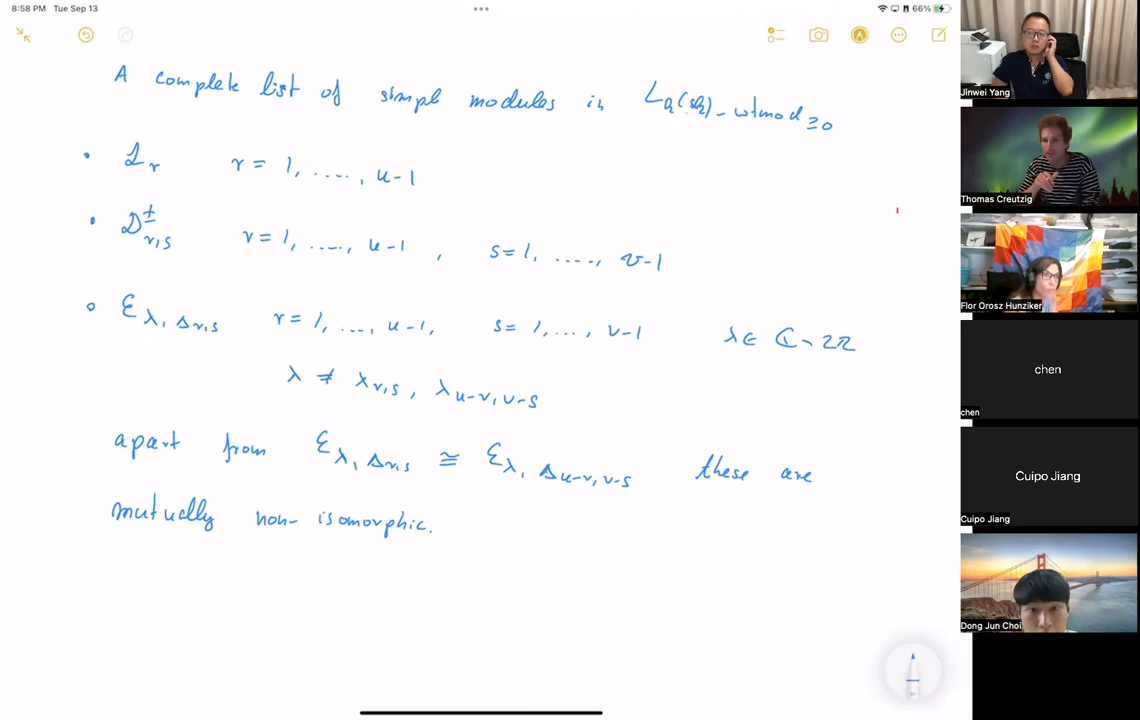 8:58 PM Tue Sep 13
66%
A complete list of simpl modules in L_k(sl_2)-wtmod_≥0
• L_r r = 1, ...., u-1
• D^±_{r,s} r = 1, ...., u-1, s = 1, ...., v-1
• E_{λ, Δ_{r,s}} r = 1, ..., u-1, s = 1, ..., v-1 λ ∈ ℂ \ 2ℤ
λ ≠ λ_{r,s}, λ_{u-r, v-s}
apart from E_{λ, Δ_{r,s}} ≅ E_{λ, Δ_{u-r, v-s}} these are
mutually non-isomorphic.
Jinwei Yang
Thomas Creutzig
Flor Orosz Hunziker
chen
chen
Cuipo Jiang
Cuipo Jiang
Dong Jun Choi